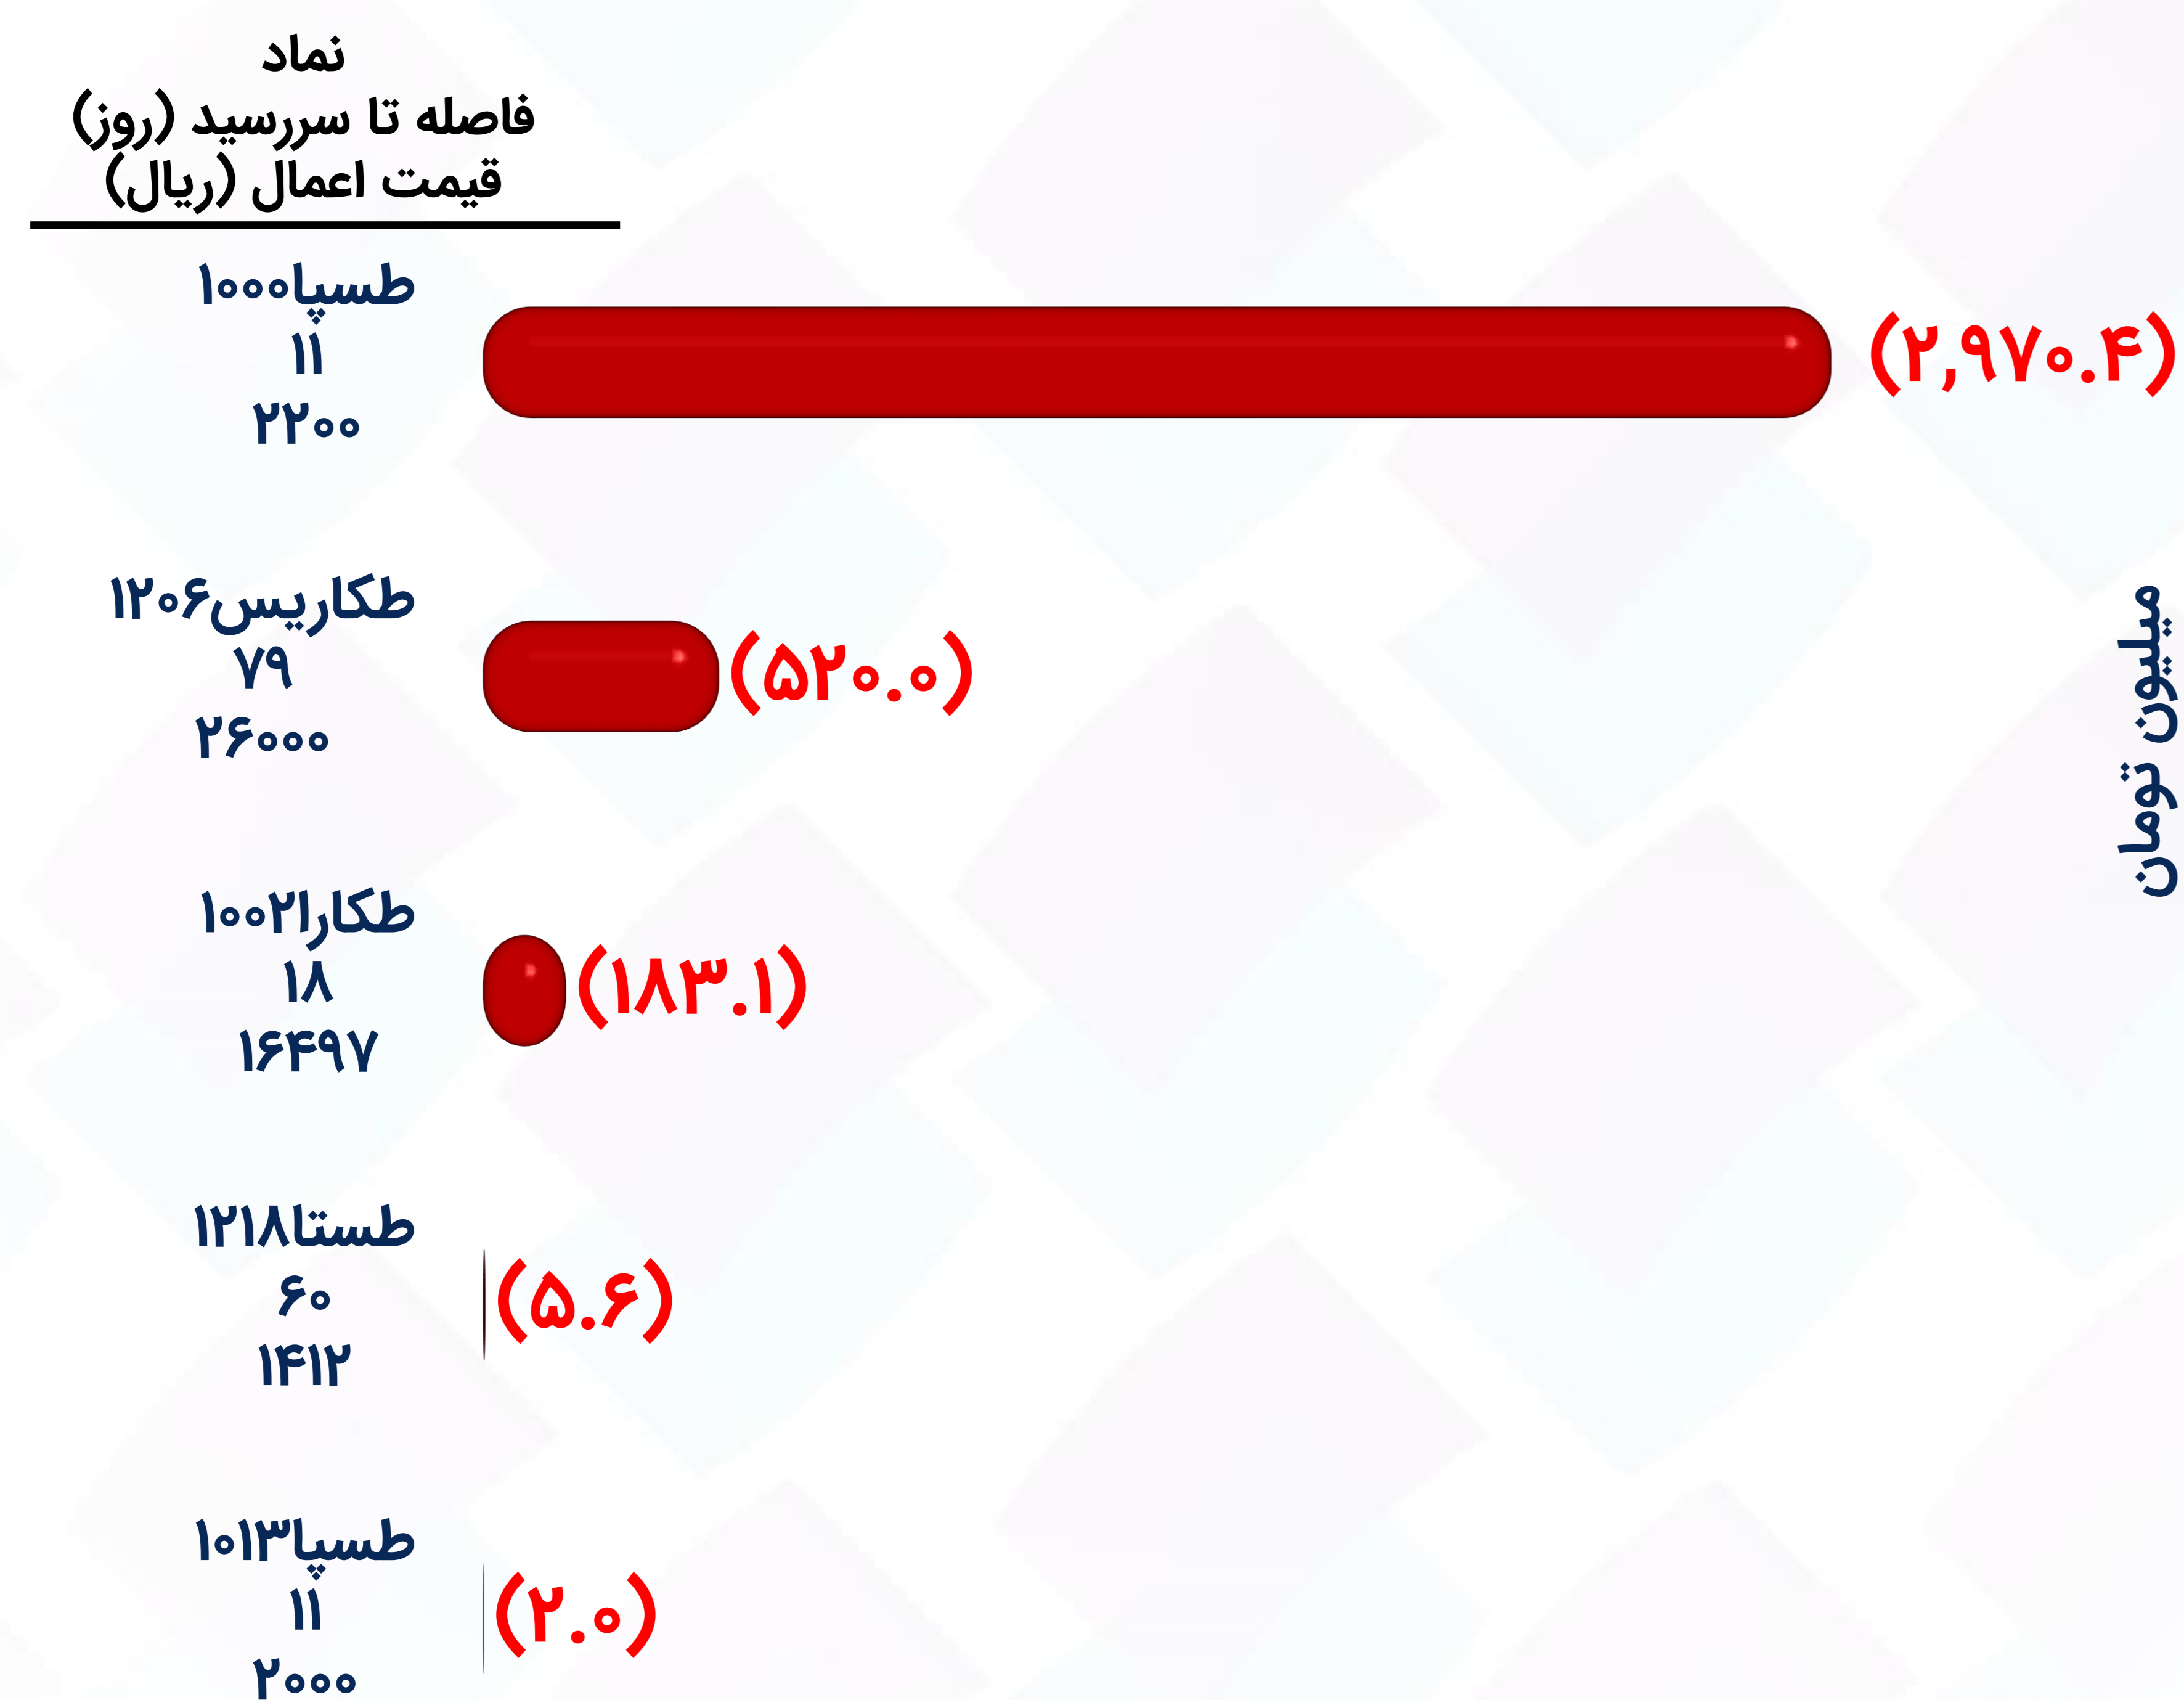 نماد
فاصله تا سررسید (روز)
قیمت اعمال (ریال)
طسپا۱۰۰۰
۱۱
۲۲۰۰
(۲,۹۷۰.۴)
طکاریس۱۲۰۶
۷۹
۲۶۰۰۰
(۵۲۰.۰)
طکارا۱۰۰۲
۱۸
۱۶۴۹۷
(۱۸۳.۱)
طستا۱۲۱۸
۶۰
۱۴۱۲
(۵.۶)
طسپا۱۰۱۳
۱۱
۲۰۰۰
(۲.۰)
میلیون تومان